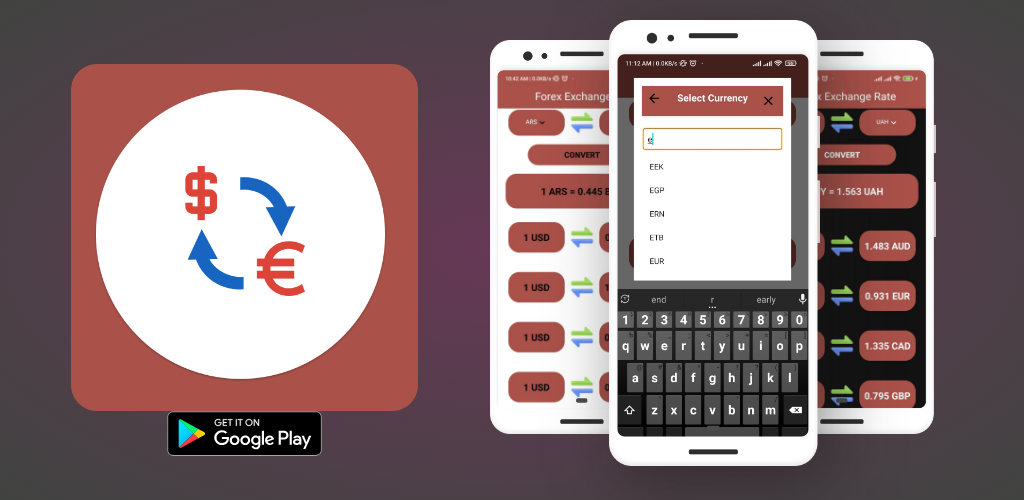 $
€
GET IT ON
Google Play
10:42 AM | 0.0KB/s
Forex Exchange
ARS
CONVERT
1 ARS = 0.445
1 USD
1 USD
1 USD
1 USD
11:12 AM | 0.0KB/s
Select Currency
e
EEK
EGP
ERN
ETB
EUR
end r early
1 2 3 4 5 6 7 8 9 0
q w e r t y u i o p
a s d f g h j k l
z x c v b n m
x Exchange Rate
UAH
CONVERT
Y = 1.563 UAH
1.483 AUD
0.931 EUR
1.335 CAD
0.795 GBP